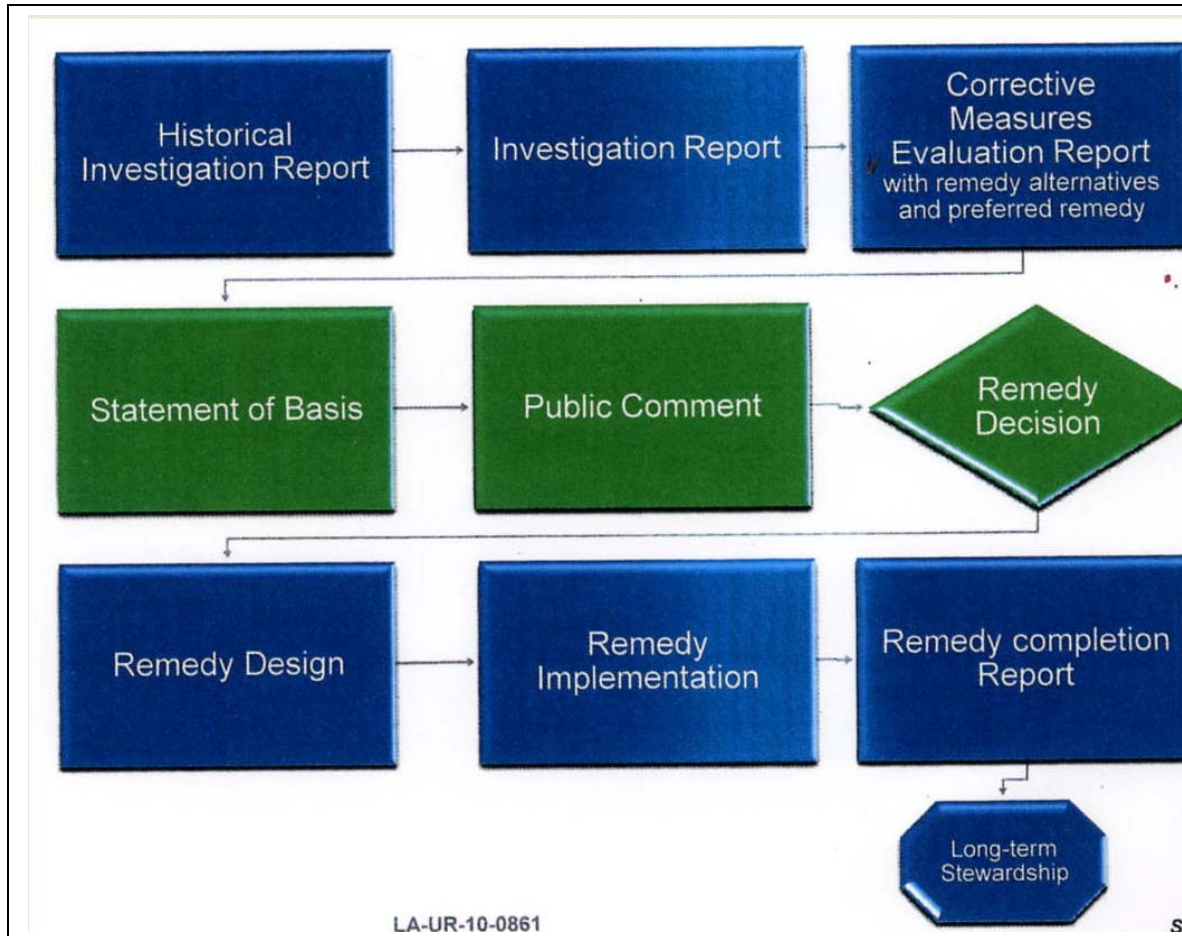 Historical
Investigation Report
Investigation Report
Corrective
Measures
Evaluation Report
with remedy alternatives
and preferred remedy
Statement of Basis
Public Comment
Remedy
Decision
Remedy Design
Remedy
Implementation
Remedy completion
Report
Long-term
Stewardship
LA-UR-10-0861
S